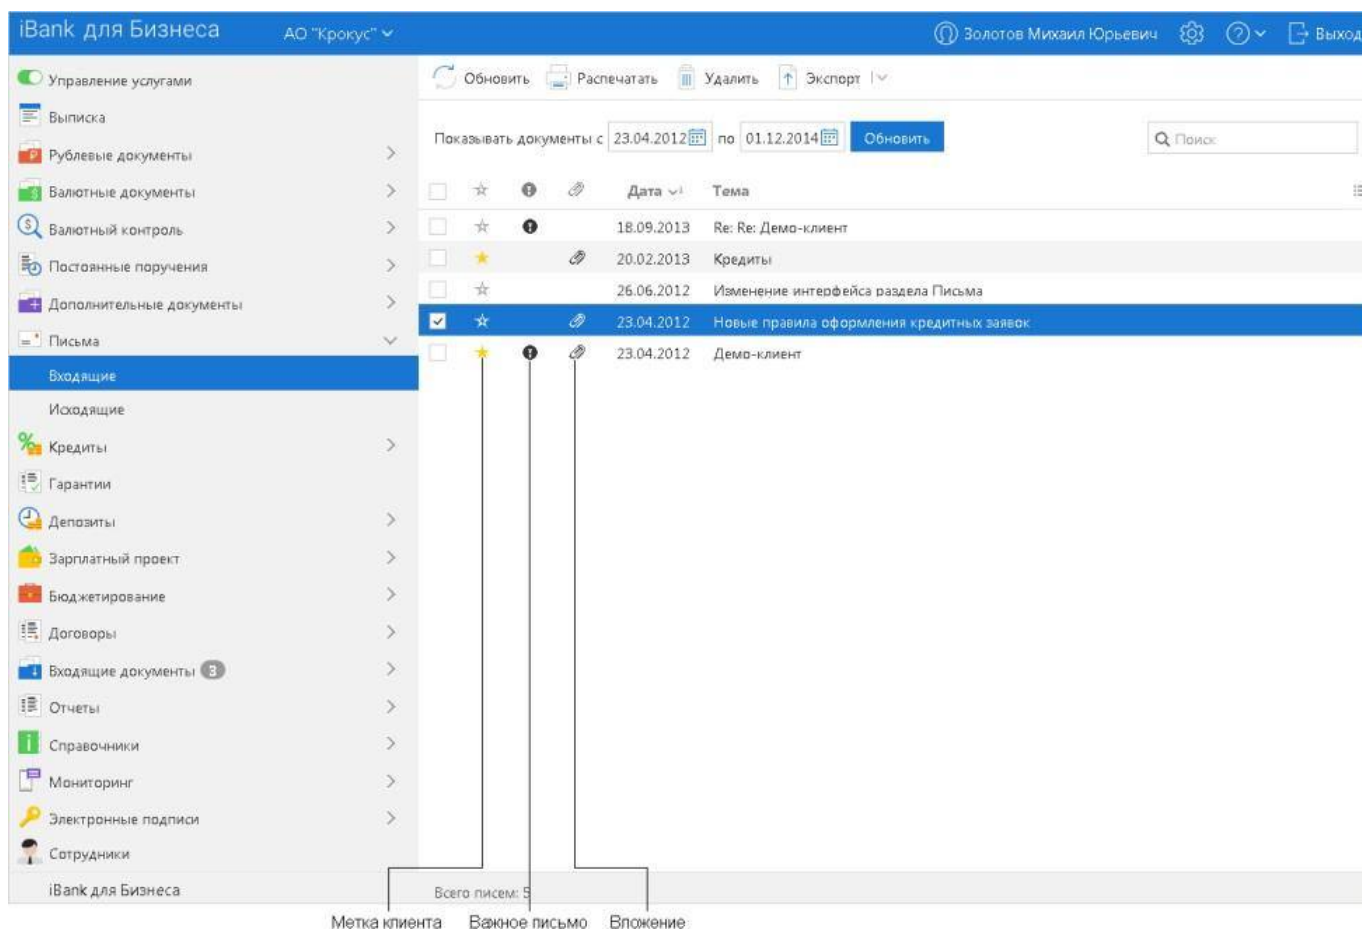 iBank для Бизнеса АО "Крокус" Золотов Михаил Юрьевич Выход
Управление услугами
Выписка
Рублевые документы
Валютные документы
Валютный контроль
Постоянные поручения
Дополнительные документы
Письма
Входящие
Исходящие
Кредиты
Гарантии
Депозиты
Зарплатный проект
Бюджетирование
Договоры
Входящие документы 3
Отчеты
Справочники
Мониторинг
Электронные подписи
Сотрудники
iBank для Бизнеса
Обновить Распечатать Удалить Экспорт
Показывать документы с 23.04.2012 по 01.12.2014 Обновить Поиск
Дата Тема
18.09.2013 Re: Re: Демо-клиент
20.02.2013 Кредиты
26.06.2012 Изменение интерфейса раздела Письма
23.04.2012 Новые правила оформления кредитных заявок
23.04.2012 Демо-клиент
Всего писем: 5
Метка клиента Важное письмо Вложение